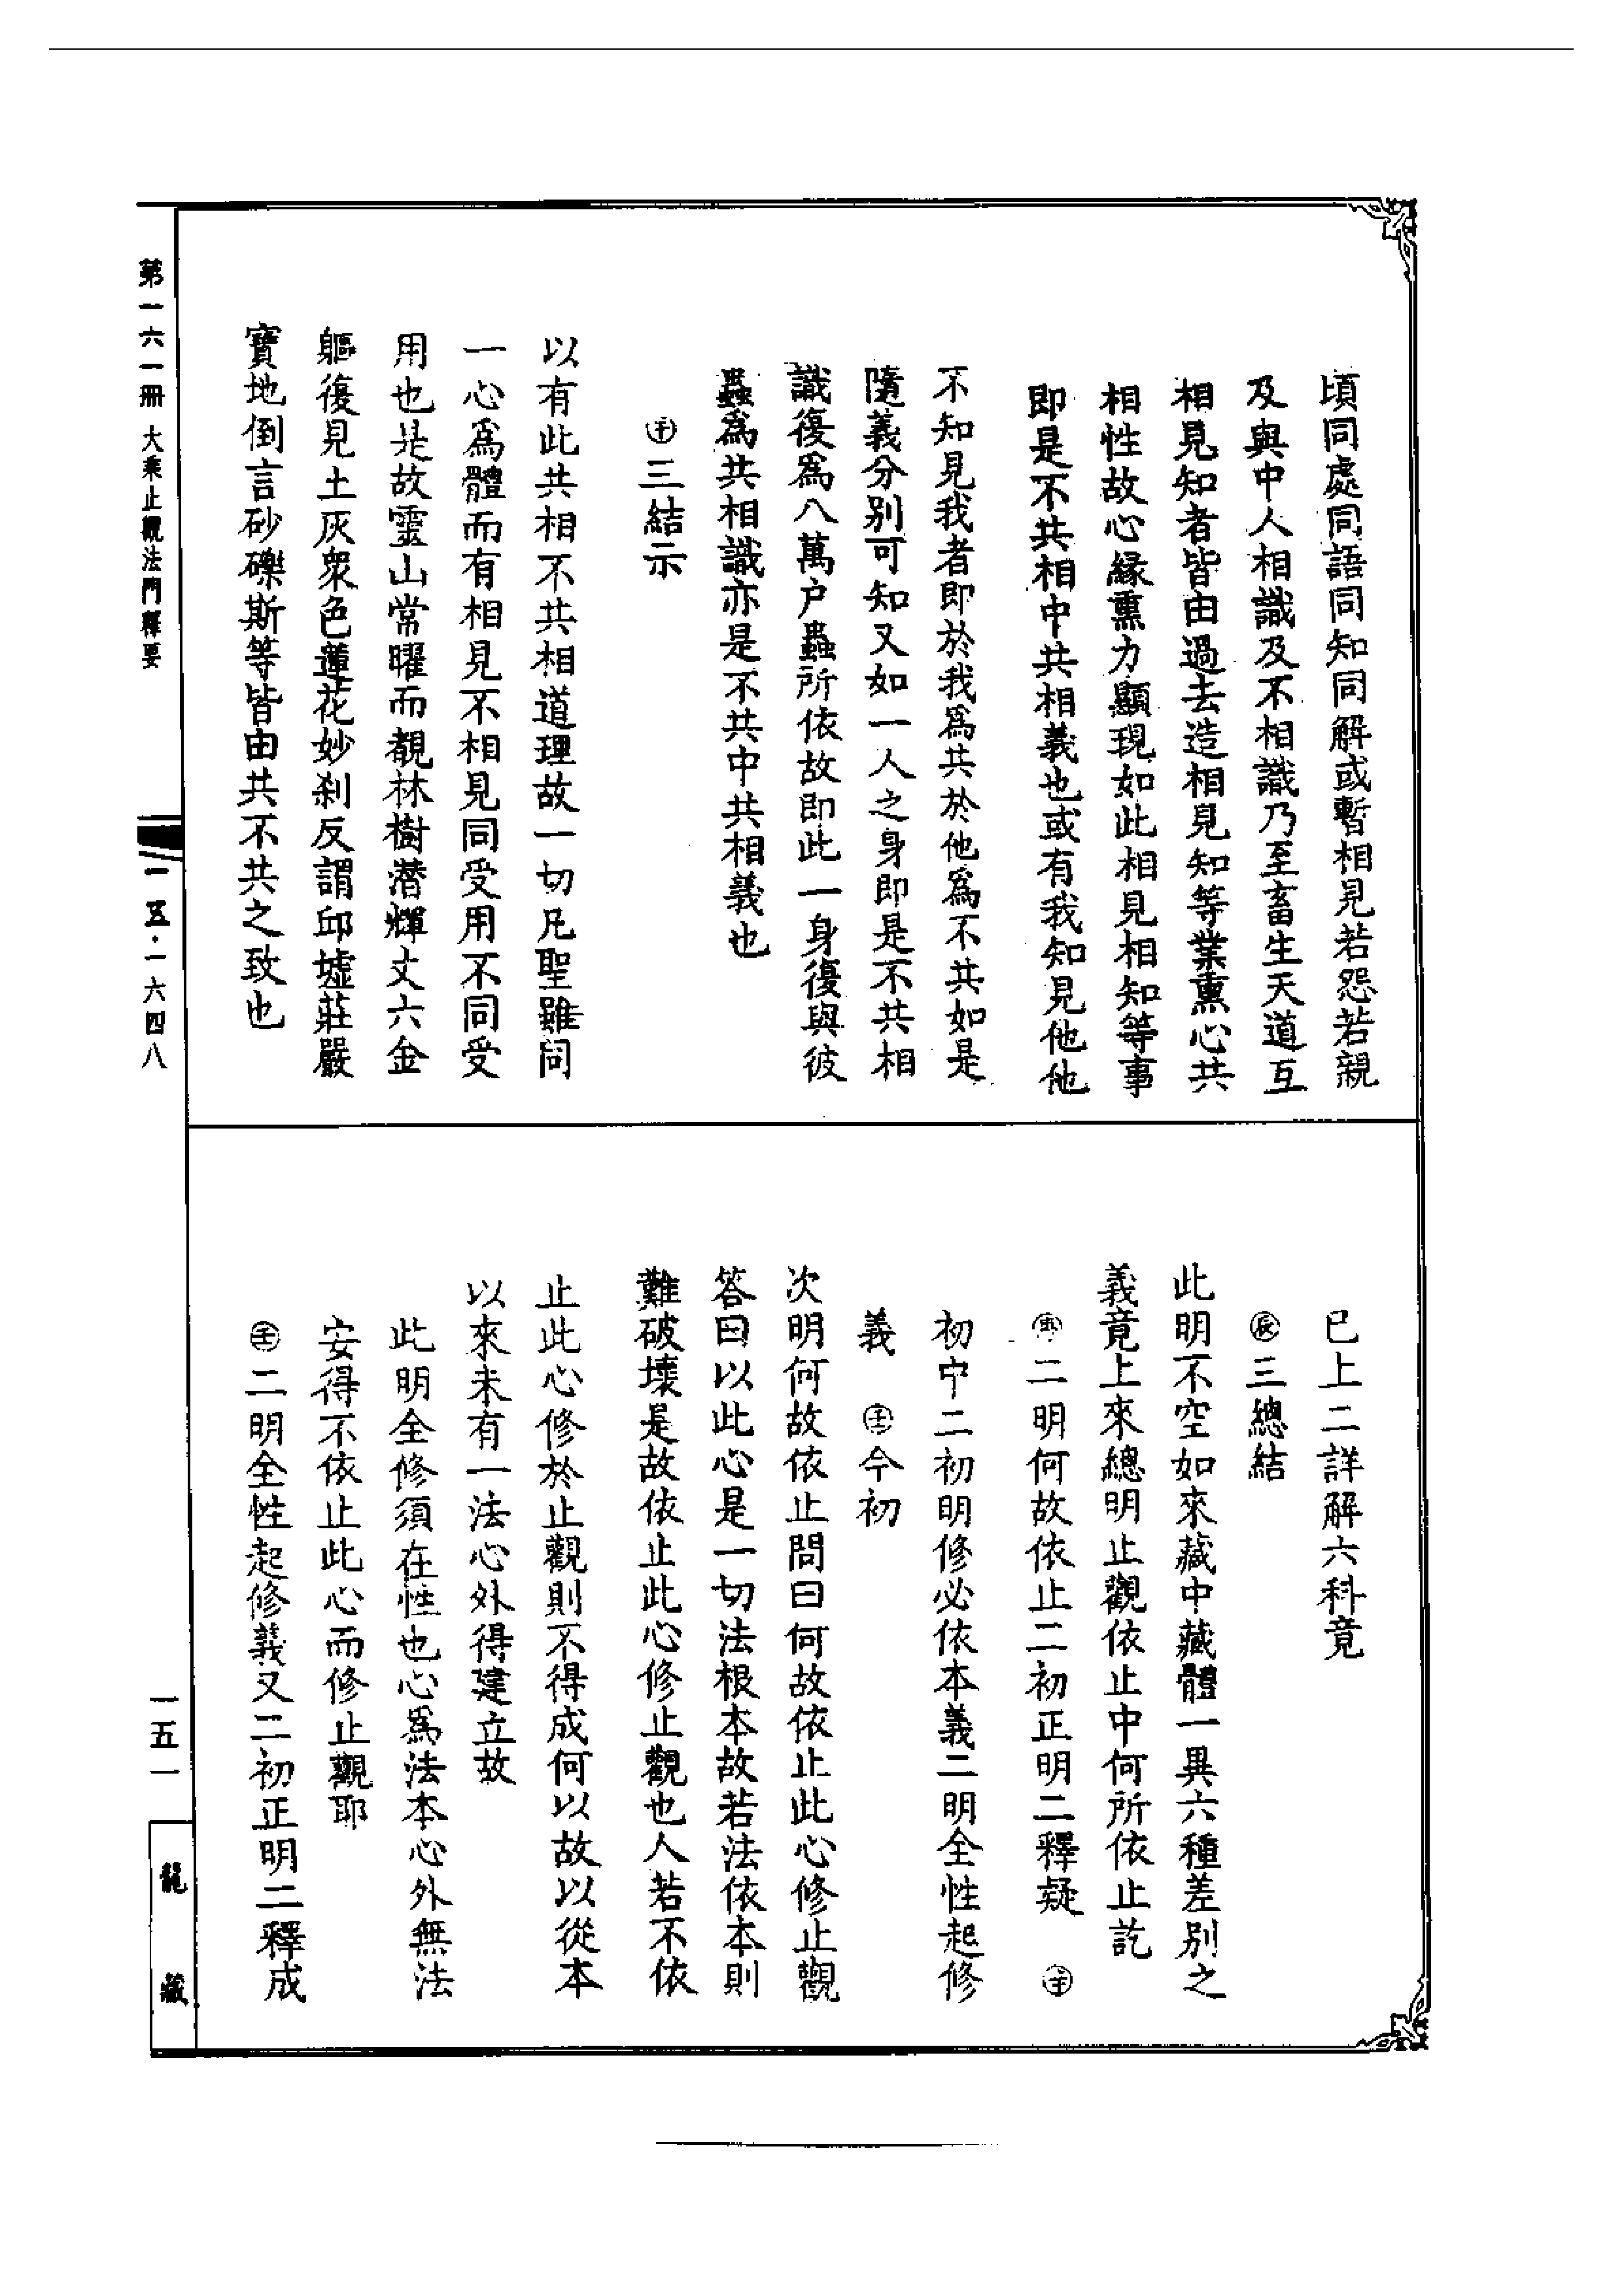 頃同處同語同知同解或暫相見若怨若親
及與中人相識及不相識乃至畜生天道互
相見知者皆由過去造相見知等業熏心共
相性故心緣熏力顯現如此相見相知等事
即是不共相中共相義也或有我知見他他
不知見我者即於我為共於他為不共如是
隨義分別可知又如一人之身即是不共相
識復為八萬户蟲所依故即此一身復與彼
蟲為共相識亦是不共中共相義也
三結示
以有此共相不共相道理故一切凡聖雖同
一心為體而有相見不相見同受用不同受
用也是故靈山常曜而覩林樹潛輝丈六金
軀復見土灰衆色蓮花妙刹反謂邱墟莊嚴
寶地倒言砂礫斯等皆由共不共之致也
已上二詳解六科竟
㊂三總結
此明不空如來藏中藏體一異六種差別之
義竟上來總明止觀依止中何所依止訖
二明何故依止二初正明二釋疑
初中二初明修必依本義二明全性起修
義 今初
次明何故依止問曰何故依止此心修止觀
答曰以此心是一切法根本故若法依本則
難破壞是故依止此心修止觀也人若不依
止此心修於止觀則不得成何以故以從本
以來未有一法心外得建立故
此明全修須在性也心為法本心外無法
安得不依止此心而修止觀耶
二明全性起修義又二初正明二釋成
第一六一冊 大乘止觀法門釋要
一五·一六四八
一五一
龍藏